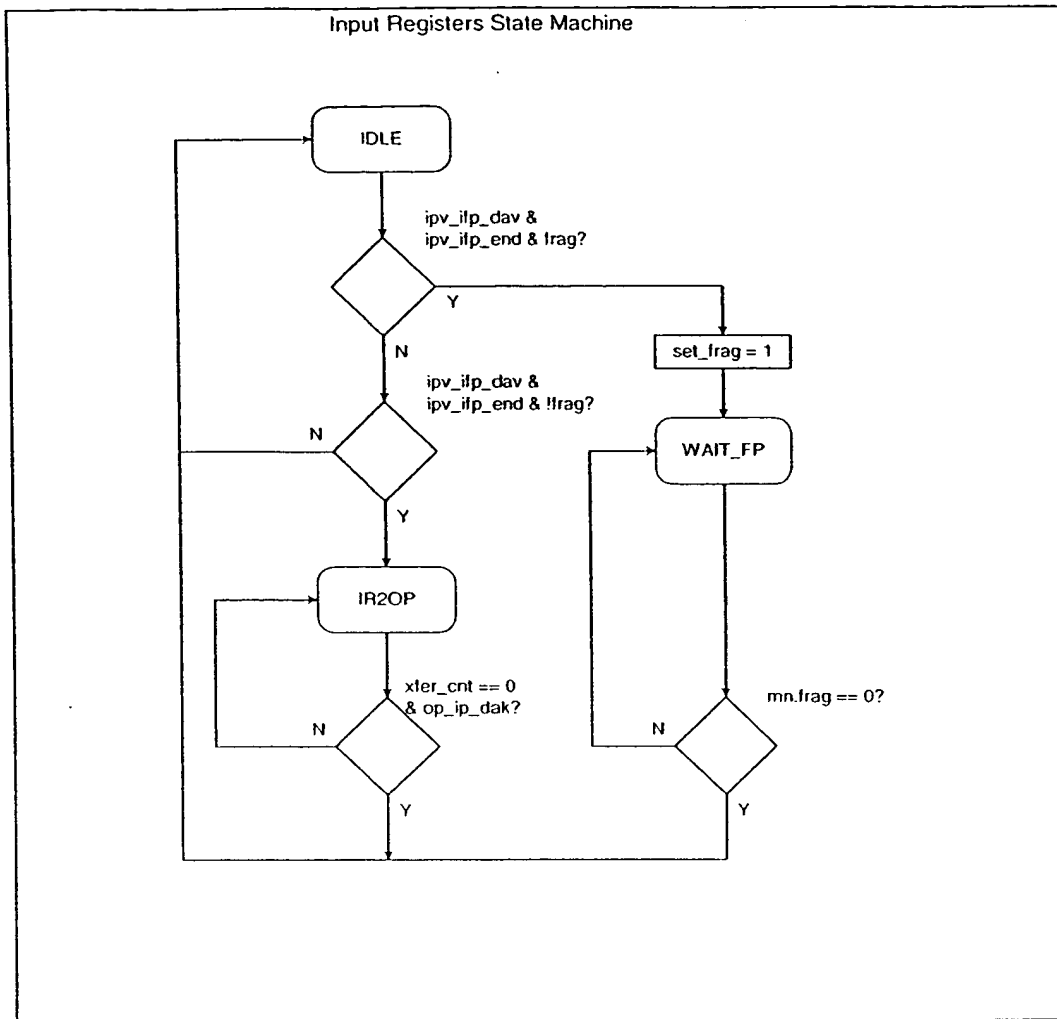 Input Registers State Machine
IDLE
ipv_ifp_dav &
ipv_ifp_end & frag?
Y
N
set_frag = 1
ipv_ifp_dav &
ipv_ifp_end & !frag?
N
WAIT_FP
Y
IR2OP
xfer_cnt == 0
& op_ip_dak?
mn.frag == 0?
N
N
Y
Y